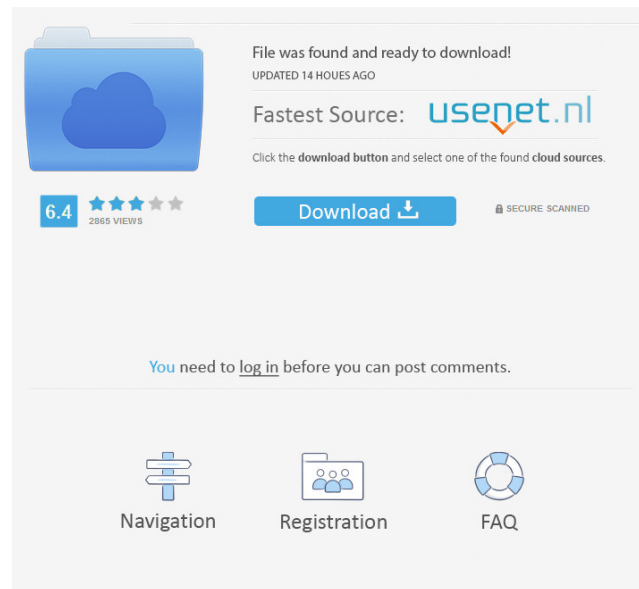 File was found and ready to download!
UPDATED 14 HOUES AGO
Fastest Source: usenet.nl
Click the download button and select one of the found cloud sources.
6.4
2865 VIEWS
Download
SECURE SCANNED
You need to log in before you can post comments.
Navigation
Registration
FAQ